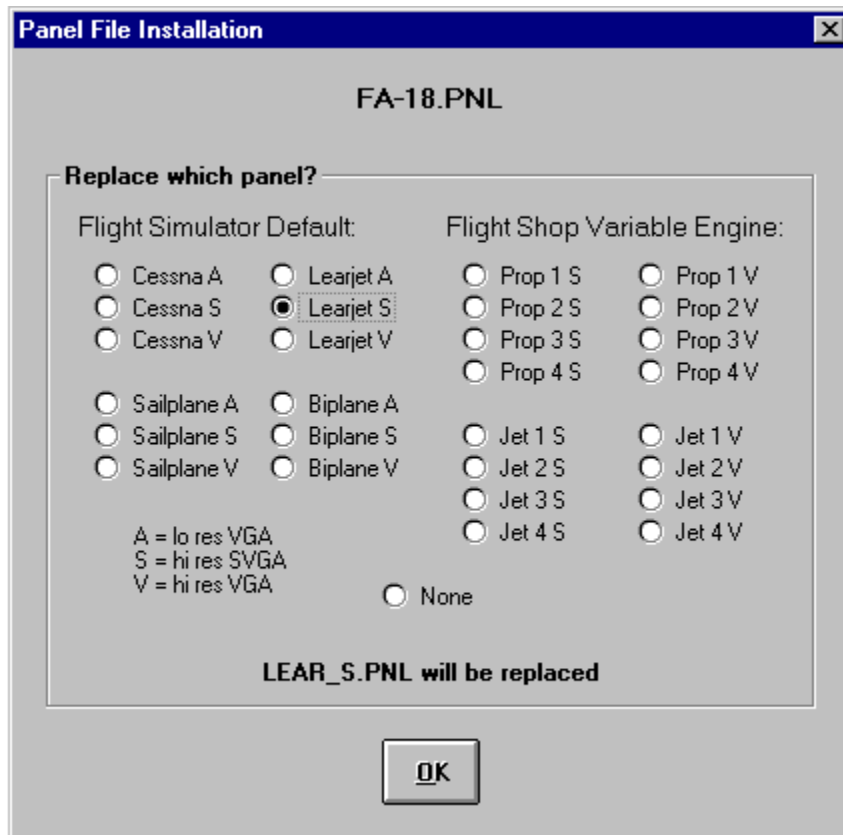 Panel File Installation
FA-18.PNL
Replace which panel?
Flight Simulator Default:
Cessna A
Learjet A
Cessna S
Learjet S
Cessna V
Learjet V
Sailplane A
Biplane A
Sailplane S
Biplane S
Sailplane V
Biplane V
A = lo res VGA
S = hi res SVGA
V = hi res VGA
Flight Shop Variable Engine:
Prop 1 S
Prop 1 V
Prop 2 S
Prop 2 V
Prop 3 S
Prop 3 V
Prop 4 S
Prop 4 V
Jet 1 S
Jet 1 V
Jet 2 S
Jet 2 V
Jet 3 S
Jet 3 V
Jet 4 S
Jet 4 V
None
LEAR_S.PNL will be replaced
OK